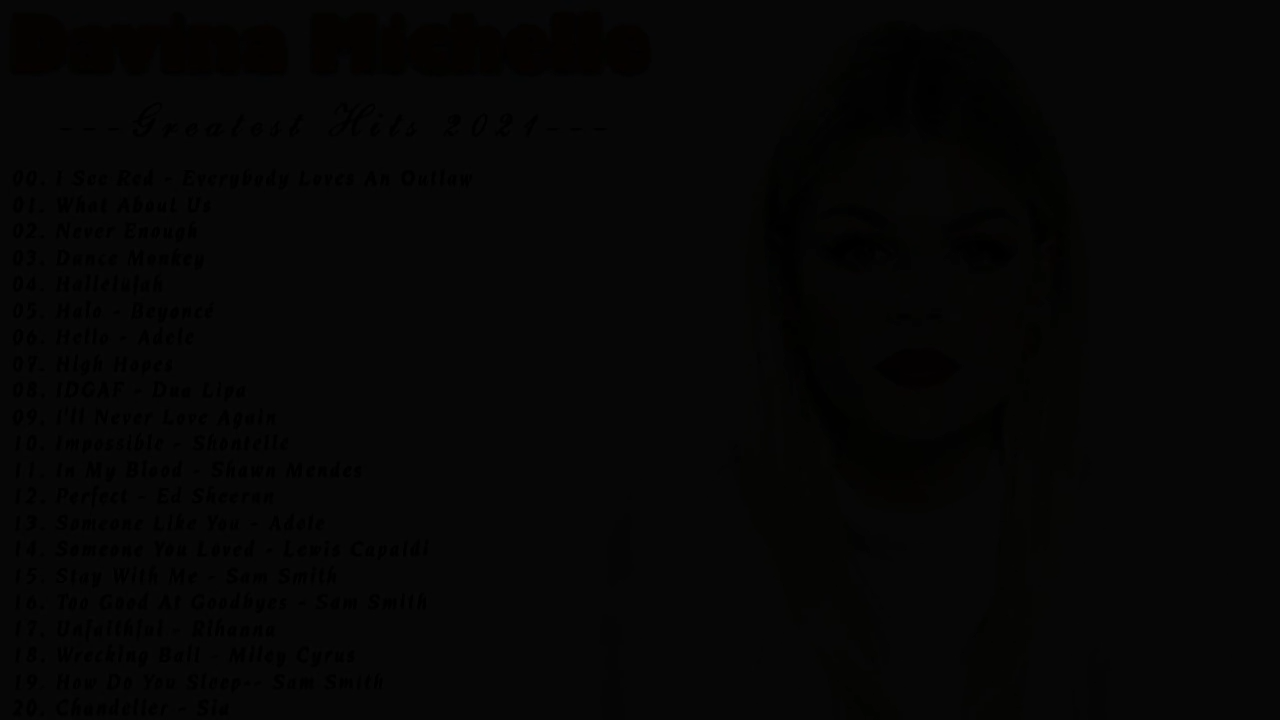 Davina Michelle
---Greatest Hits 2021---
00. I See Red - Everybody Loves An Outlaw
01. What About Us
02. Never Enough
03. Dance Monkey
04. Hallelujah
05. Halo - Beyoncé
06. Hello - Adele
07. High Hopes
08. IDGAF - Dua Lipa
09. I'll Never Love Again
10. Impossible - Shontelle
11. In My Blood - Shawn Mendes
12. Perfect - Ed Sheeran
13. Someone Like You - Adele
14. Someone You Loved - Lewis Capaldi
15. Stay With Me - Sam Smith
16. Too Good At Goodbyes - Sam Smith
17. Unfaithful - Rihanna
18. Wrecking Ball - Miley Cyrus
19. How Do You Sleep-- Sam Smith
20. Chandelier - Sia